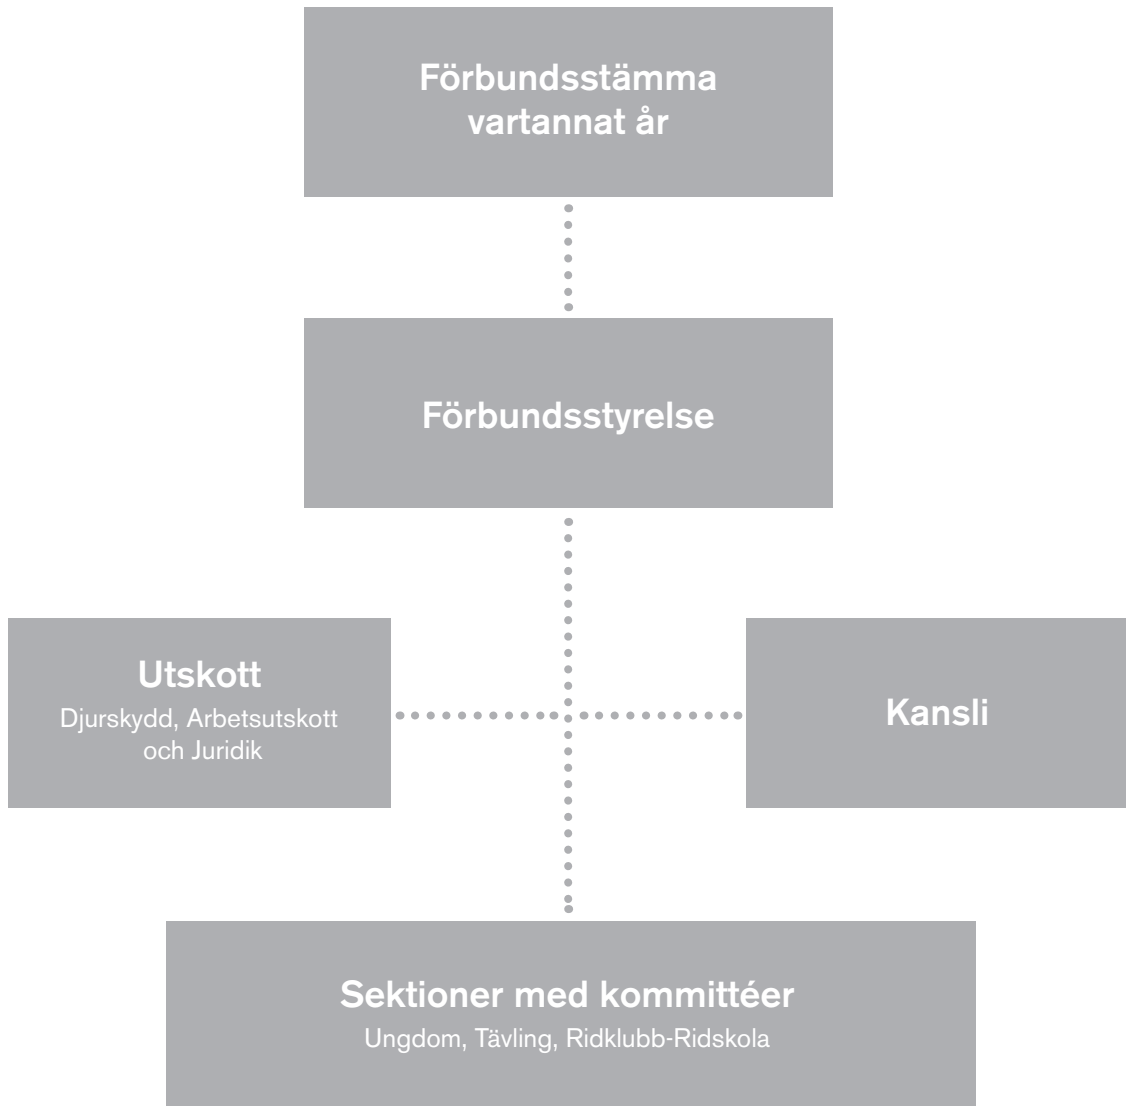 Förbundsstämma
vartannat år
Förbundsstyrelse
Utskott
Djurskydd, Arbetsutskott
och Juridik
Kansli
Sektioner med kommittéer
Ungdom, Tävling, Ridklubb-Ridskola